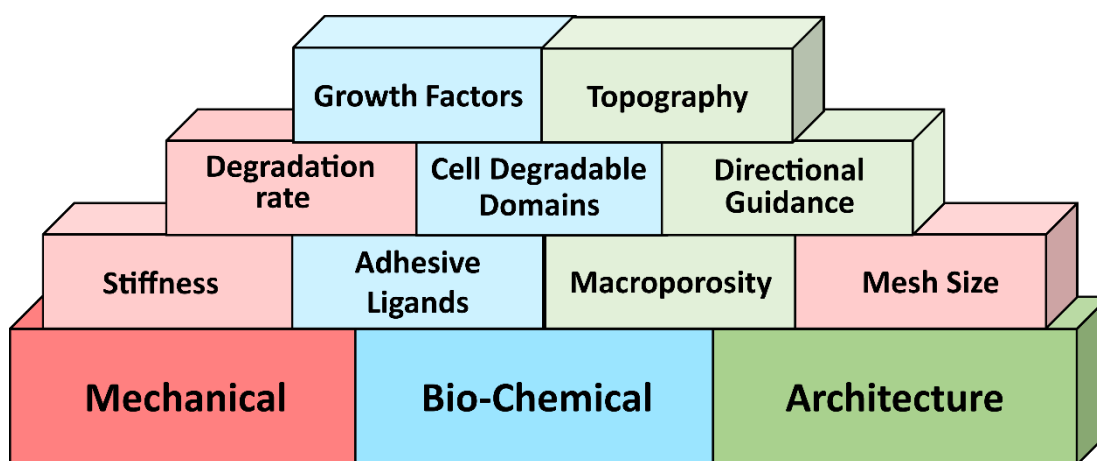 Growth Factors
Topography
Degradation
rate
Cell Degradable
Domains
Directional
Guidance
Stiffness
Adhesive
Ligands
Macroporosity
Mesh Size
Mechanical
Bio-Chemical
Architecture